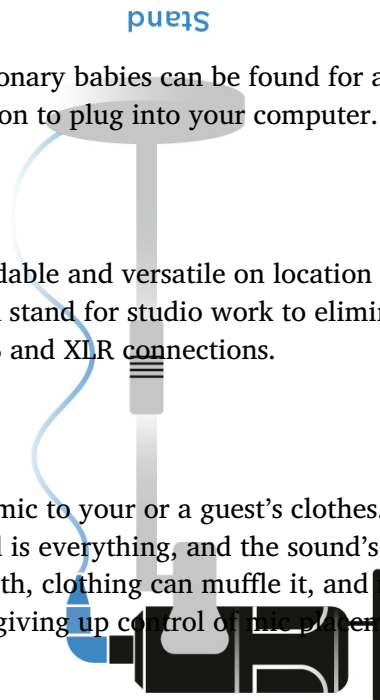 Stand
onary babies can be found for a
on to plug into your computer.
dable and versatile on location
stand for studio work to elimin
and XLR connections.
mic to your or a guest's clothes.
is everything, and the sound's
th, clothing can muffle it, and
giving up control of mic placem